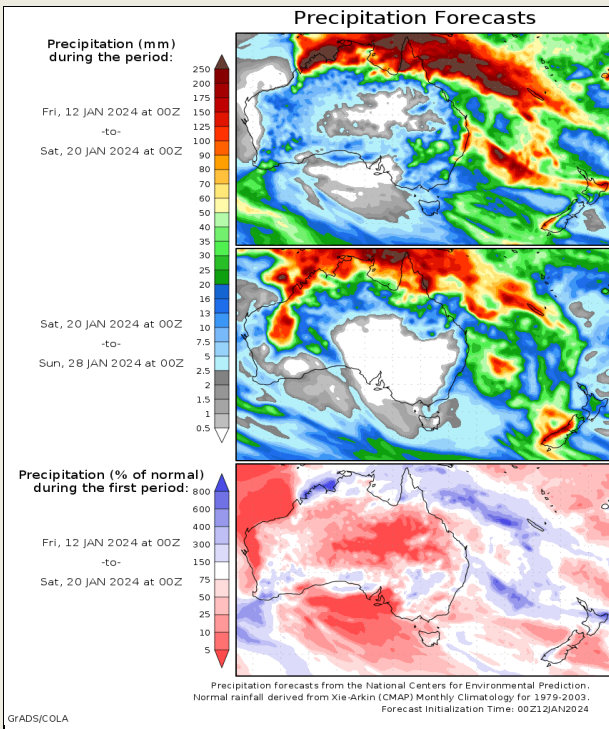 Precipitation Forecasts
Precipitation (mm)
during the period:
Fri, 12 JAN 2024 at 00Z
-to-
Sat, 20 JAN 2024 at 00Z
250
200
175
150
125
100
90
80
70
60
50
40
35
30
25
20
16
13
10
7.5
5
2.5
2
1.5
1
0.5
Sat, 20 JAN 2024 at 00Z
-to-
Sun, 28 JAN 2024 at 00Z
Precipitation (% of normal)
during the first period:
Fri, 12 JAN 2024 at 00Z
-to-
Sat, 20 JAN 2024 at 00Z
800
600
400
300
150
75
50
25
10
5
Precipitation forecasts from the National Centers for Environmental Prediction.
Normal rainfall derived from Xie-Arkin (CMAP) Monthly Climatology for 1979-2003.
Forecast Initialization Time: 00Z12JAN2024
GrADS/COLA